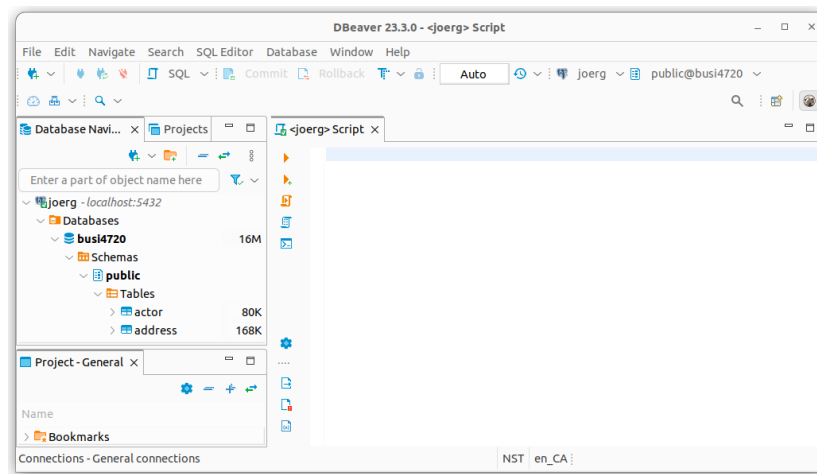 DBeaver 23.3.0 - <joerg> Script
File Edit Navigate Search SQL Editor Database Window Help
SQL Commit Rollback Auto joerg public@busi4720
Database Navi... Projects
<joerg> Script
Enter a part of object name here
joerg - localhost:5432
Databases
busi4720 16M
Schemas
public
Tables
actor 80K
address 168K
Project - General
Name
Bookmarks
Connections - General connections NST en_CA